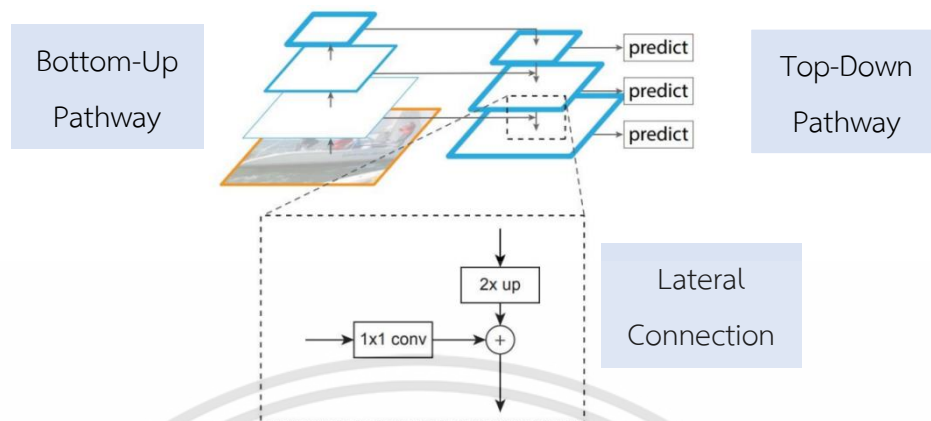 Bottom-Up
Pathway
predict
predict
predict
Top-Down
Pathway
2x up
1x1 conv
+
Lateral
Connection